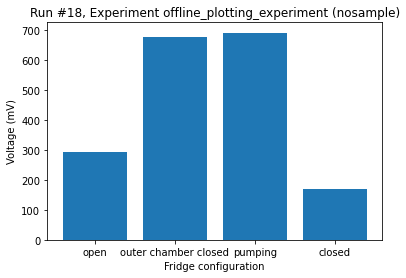 Run #18, Experiment offline_plotting_experiment (nosample)
Voltage (mV)
700
600
500
400
300
200
100
0
open
outer chamber closed
pumping
closed
Fridge configuration